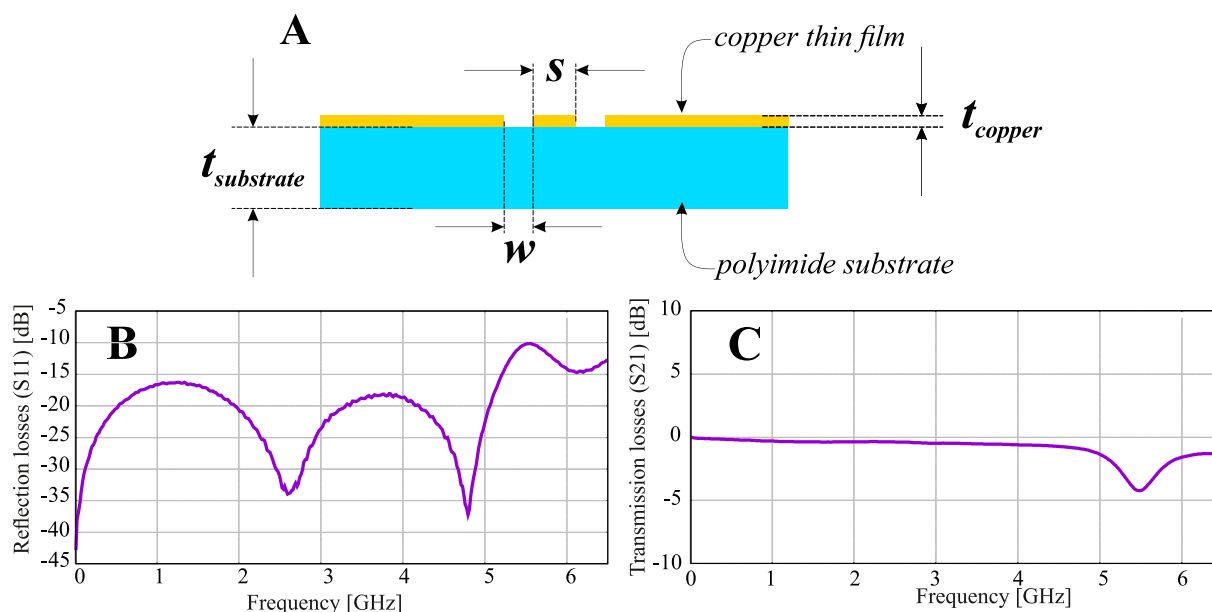 A
copper thin film
s
t copper
t substrate
w
polyimide substrate
B
Reflection losses (S11) [dB]
-5
-10
-15
-20
-25
-30
-35
-40
-45
0 1 2 3 4 5 6
Frequency [GHz]
C
Transmission losses (S21) [dB]
10
5
0
-5
-10
0 1 2 3 4 5 6
Frequency [GHz]